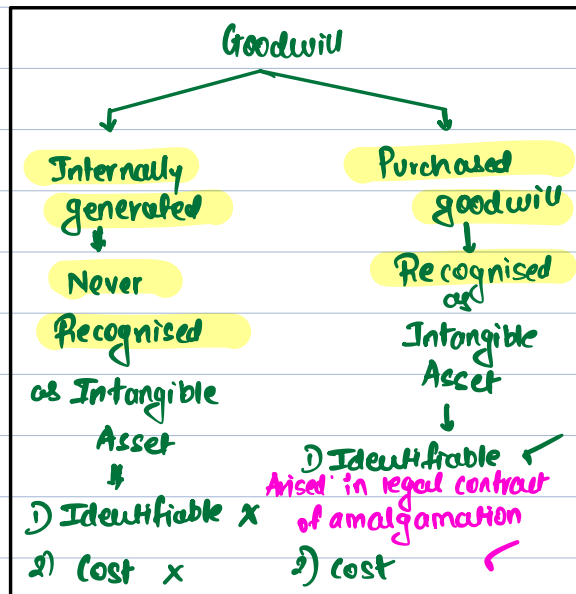 Goodwill
Internally
generated
Never
Recognised
as Intangible
Asset
1) Identifiable x
2) Cost x
Purchased
goodwill
Recognised
as
Intangible
Asset
1) Identifiable ✓
Arised in legal contract
of amalgamation
2) Cost ✓